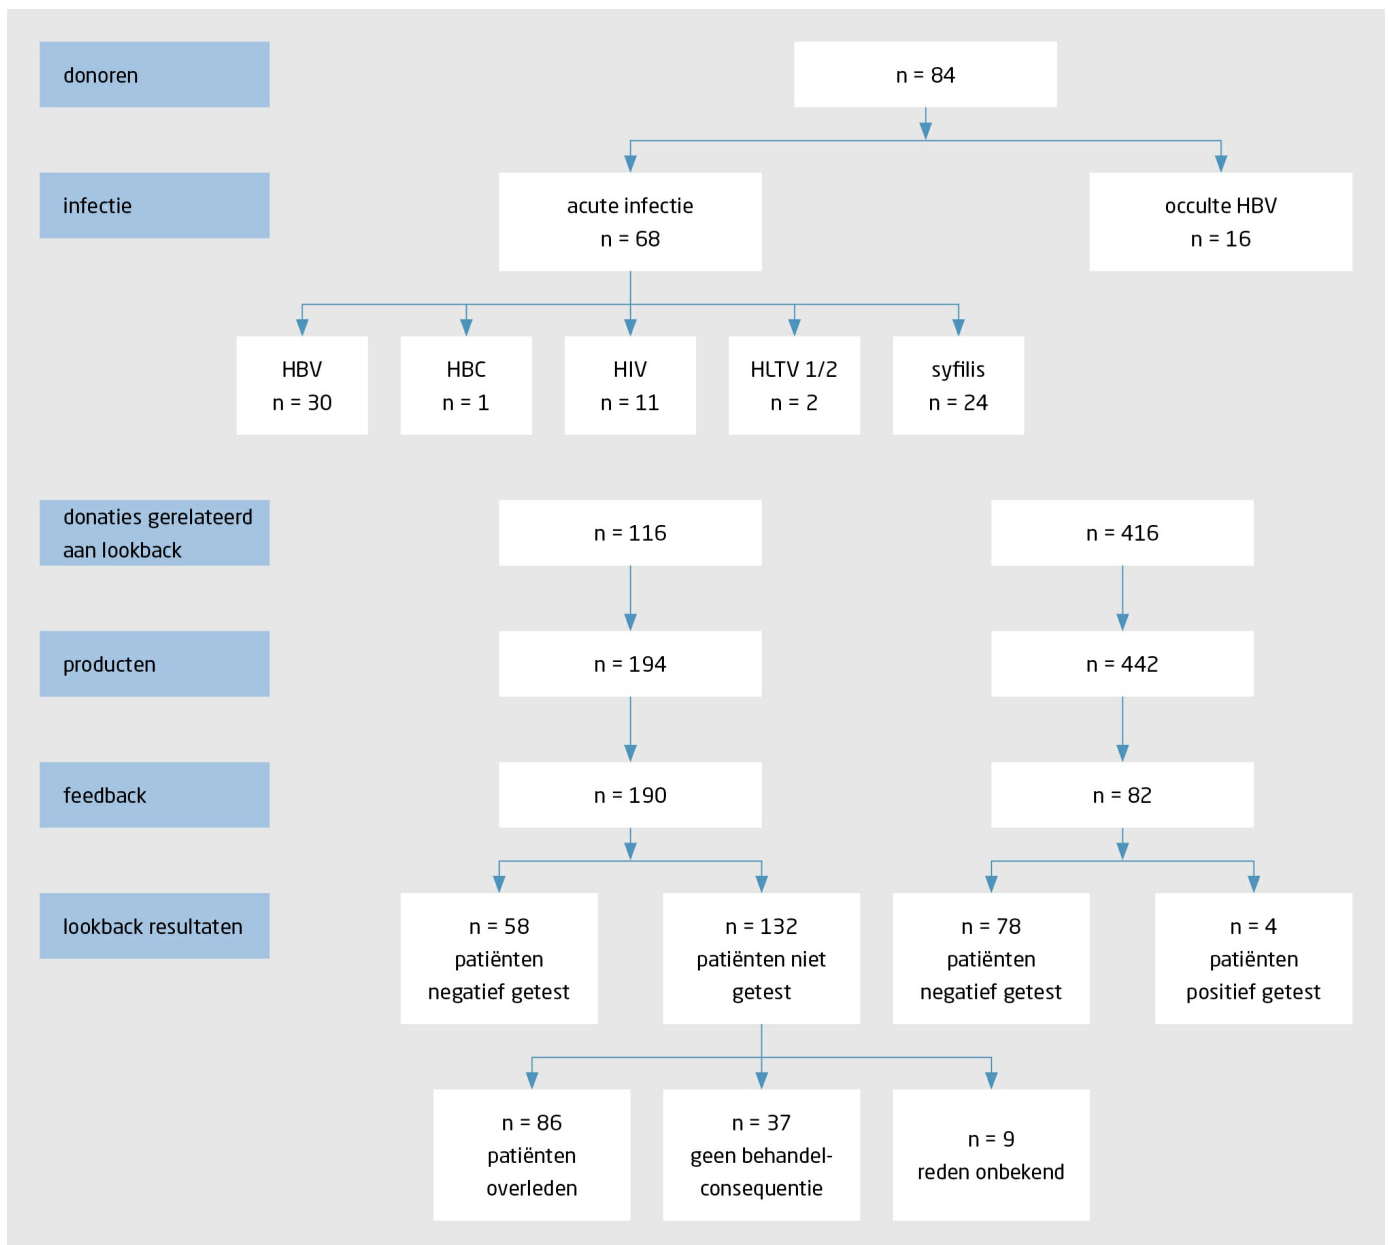 donoren
n = 84
infectie
acute infectie
n = 68
occulte HBV
n = 16
HBV
n = 30
HBC
n = 1
HIV
n = 11
HLTV 1/2
n = 2
syfilis
n = 24
donaties gerelateerd
aan lookback
n = 116
n = 416
producten
n = 194
n = 442
feedback
n = 190
n = 82
lookback resultaten
n = 58
patiënten
negatief getest
n = 132
patiënten niet
getest
n = 78
patiënten
negatief getest
n = 4
patiënten
positief getest
n = 86
patiënten
overleden
n = 37
geen behandel-
consequentie
n = 9
reden onbekend